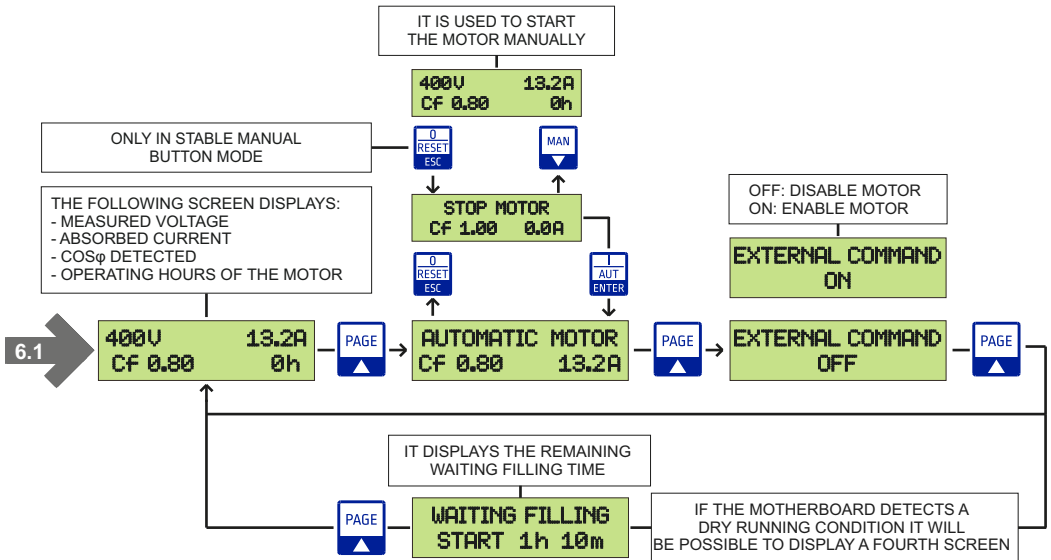 IT IS USED TO START
THE MOTOR MANUALLY
400V 13.2A
Cf 0.80 0h
ONLY IN STABLE MANUAL
BUTTON MODE
0
RESET
ESC
MAN
THE FOLLOWING SCREEN DISPLAYS:
- MEASURED VOLTAGE
- ABSORBED CURRENT
- COSφ DETECTED
- OPERATING HOURS OF THE MOTOR
STOP MOTOR
Cf 1.00 0.0A
OFF: DISABLE MOTOR
ON: ENABLE MOTOR
EXTERNAL COMMAND
ON
0
RESET
ESC
I
AUT
ENTER
6.1
400V 13.2A
Cf 0.80 0h
PAGE
AUTOMATIC MOTOR
Cf 0.80 13.2A
PAGE
EXTERNAL COMMAND
OFF
PAGE
IT DISPLAYS THE REMAINING
WAITING FILLING TIME
PAGE
WAITING FILLING
START 1h 10m
IF THE MOTHERBOARD DETECTS A
DRY RUNNING CONDITION IT WILL
BE POSSIBLE TO DISPLAY A FOURTH SCREEN